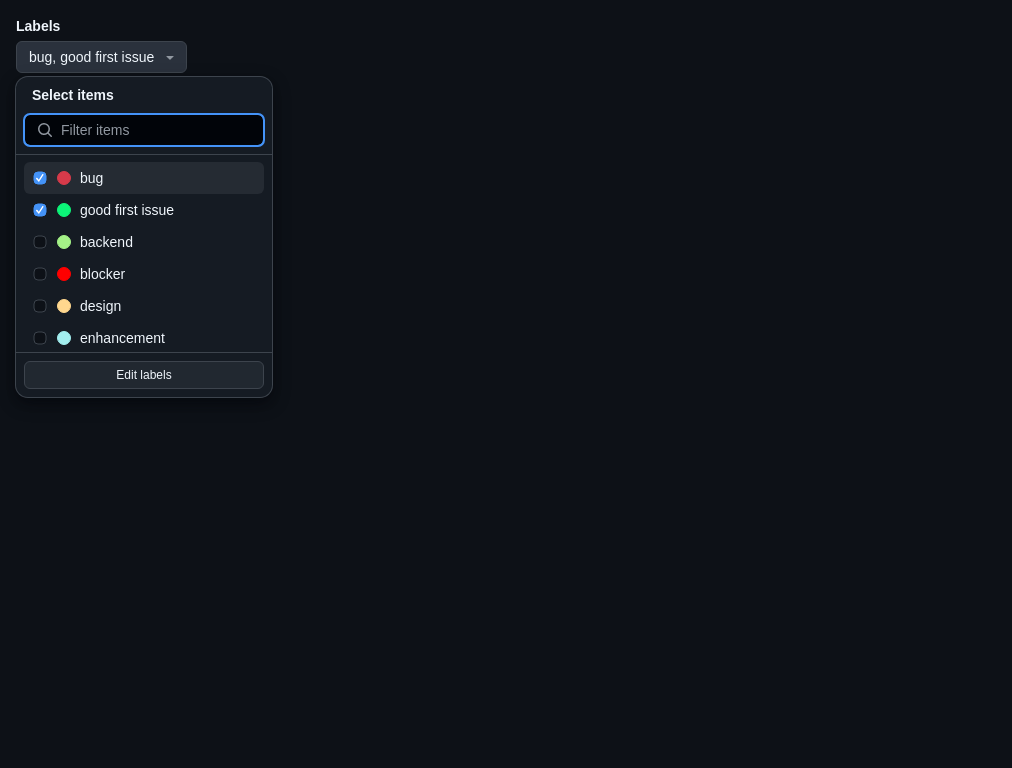 Labels
bug, good first issue
Select items
Filter items
bug
good first issue
backend
blocker
design
enhancement
Edit labels